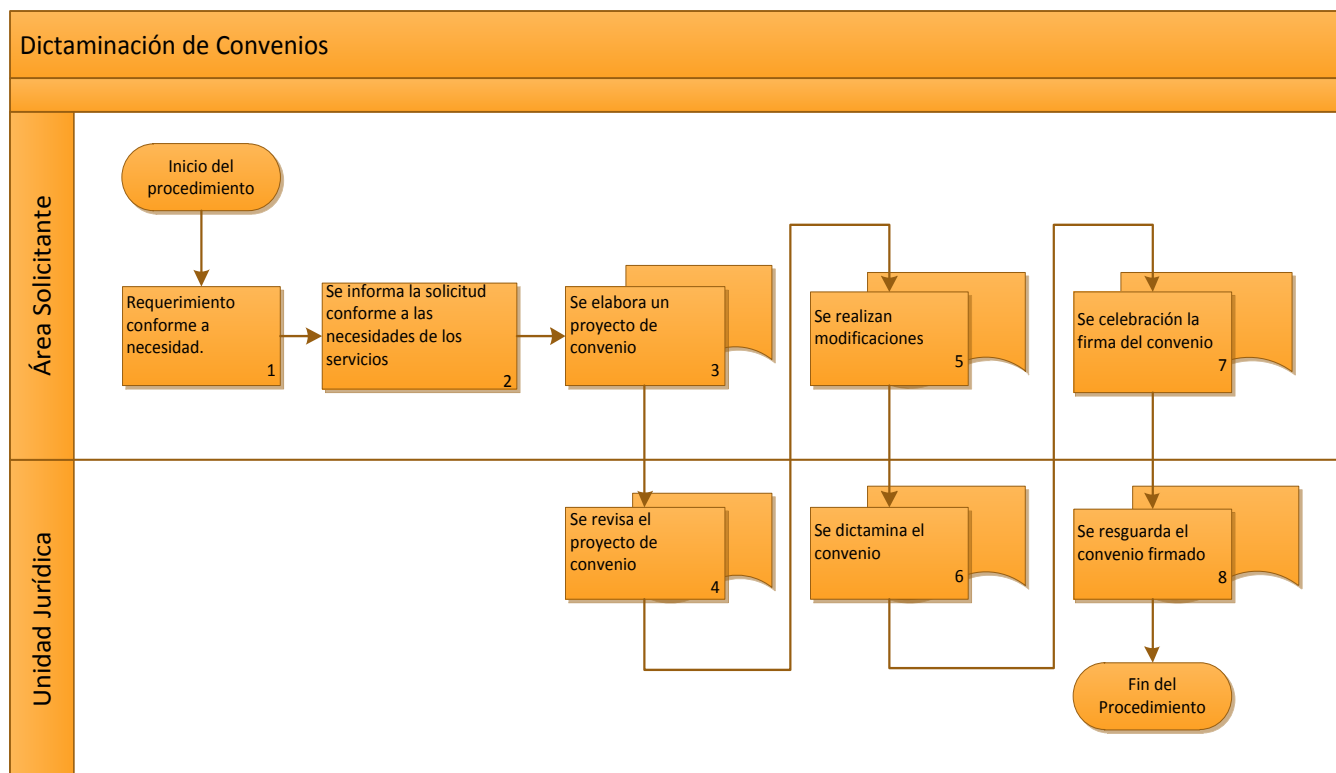 Dictaminación de Convenios
Área Solicitante
Inicio del
procedimiento
Requerimiento
conforme a
necesidad.
1
Se informa la solicitud
conforme a las
necesidades de los
servicios
2
Se elabora un
proyecto de
convenio
3
Se realizan
modificaciones
5
Se celebración la
firma del convenio
7
Unidad Jurídica
Se revisa el
proyecto de
convenio
4
Se dictamina el
convenio
6
Se resguarda el
convenio firmado
8
Fin del
Procedimiento